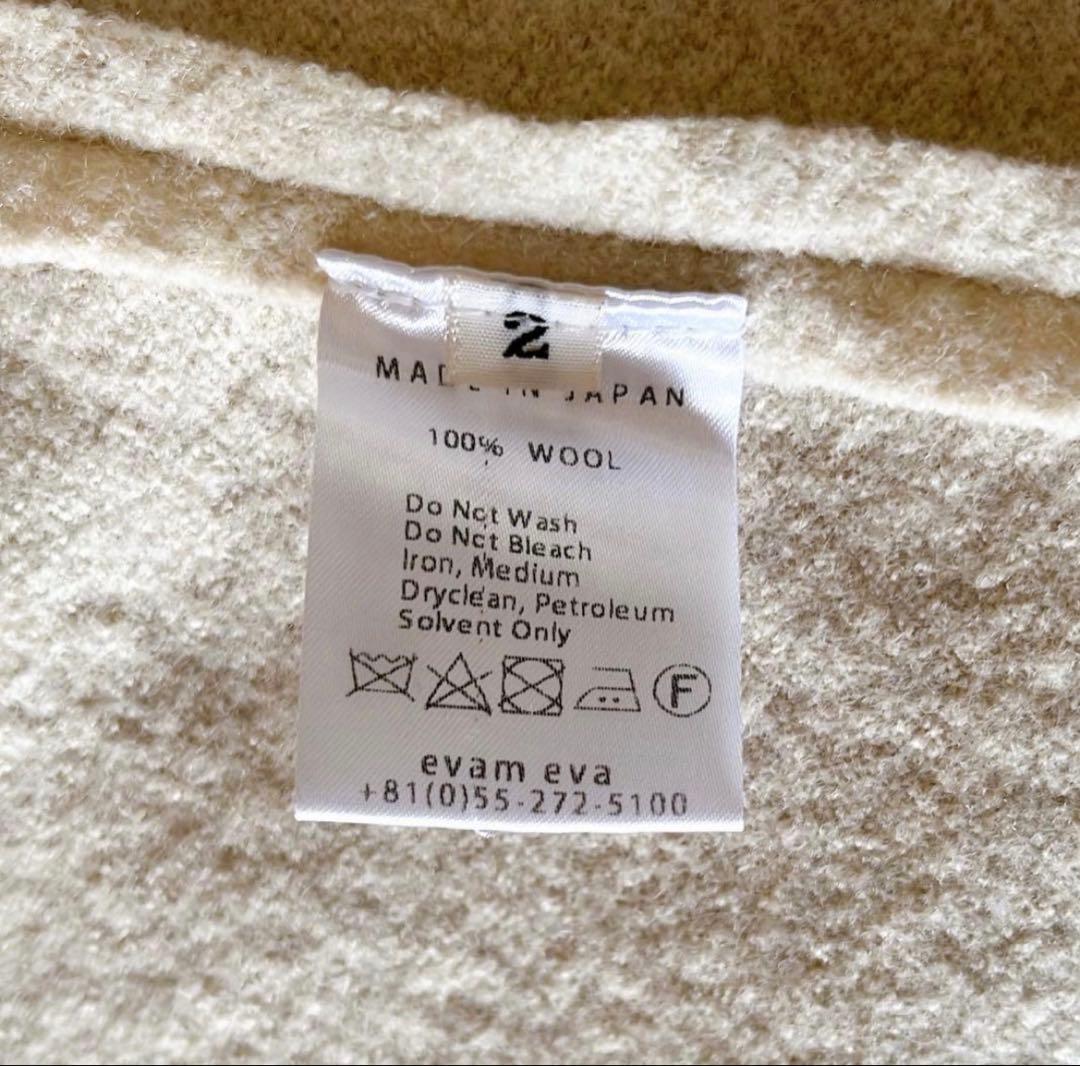 2
MADE IN JAPAN
100% WOOL
Do Not Wash
Do Not Bleach
Iron, Medium
Dryclean, Petroleum
Solvent Only
F
evam eva
+81(0)55-272-5100